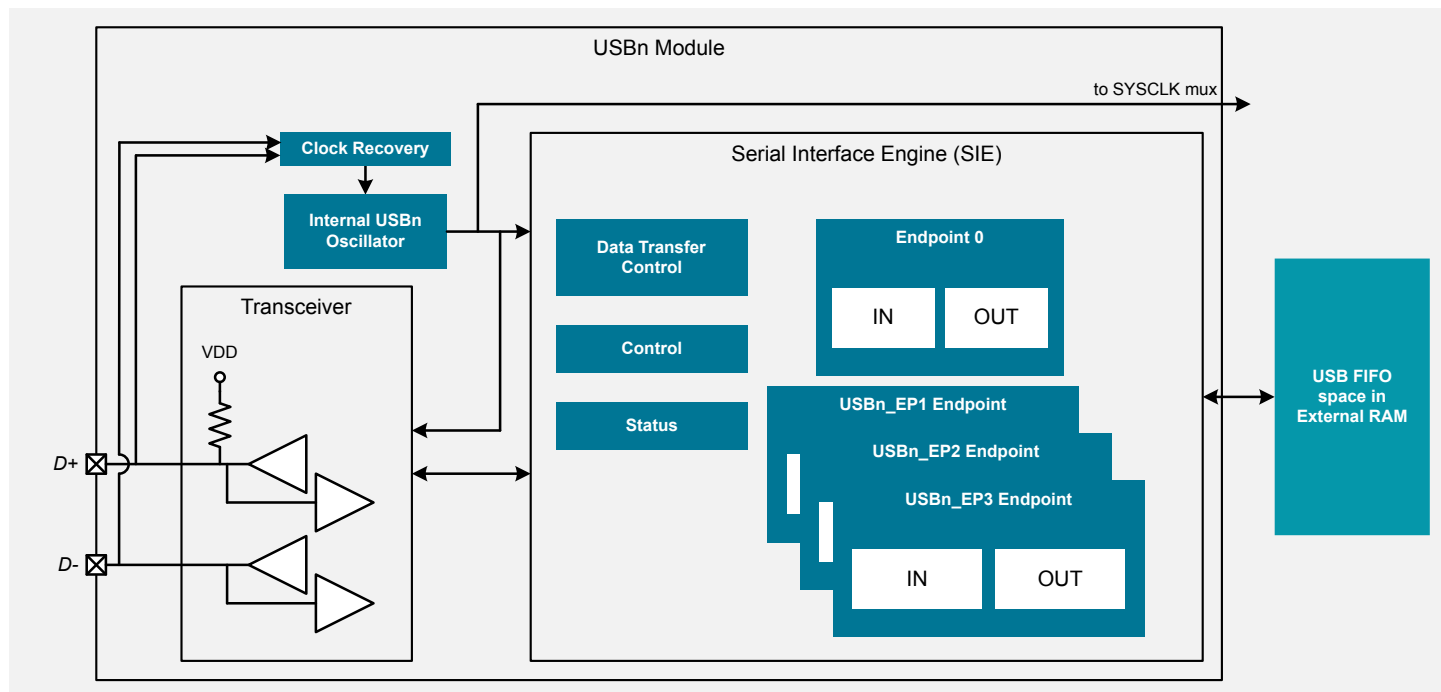 USBn Module
to SYSCLK mux
Clock Recovery
Internal USBn
Oscillator
Transceiver
VDD
D+
D-
Serial Interface Engine (SIE)
Data Transfer
Control
Control
Status
Endpoint 0
IN
OUT
USBn_EP1 Endpoint
USBn_EP2 Endpoint
USBn_EP3 Endpoint
IN
OUT
USB FIFO
space in
External RAM